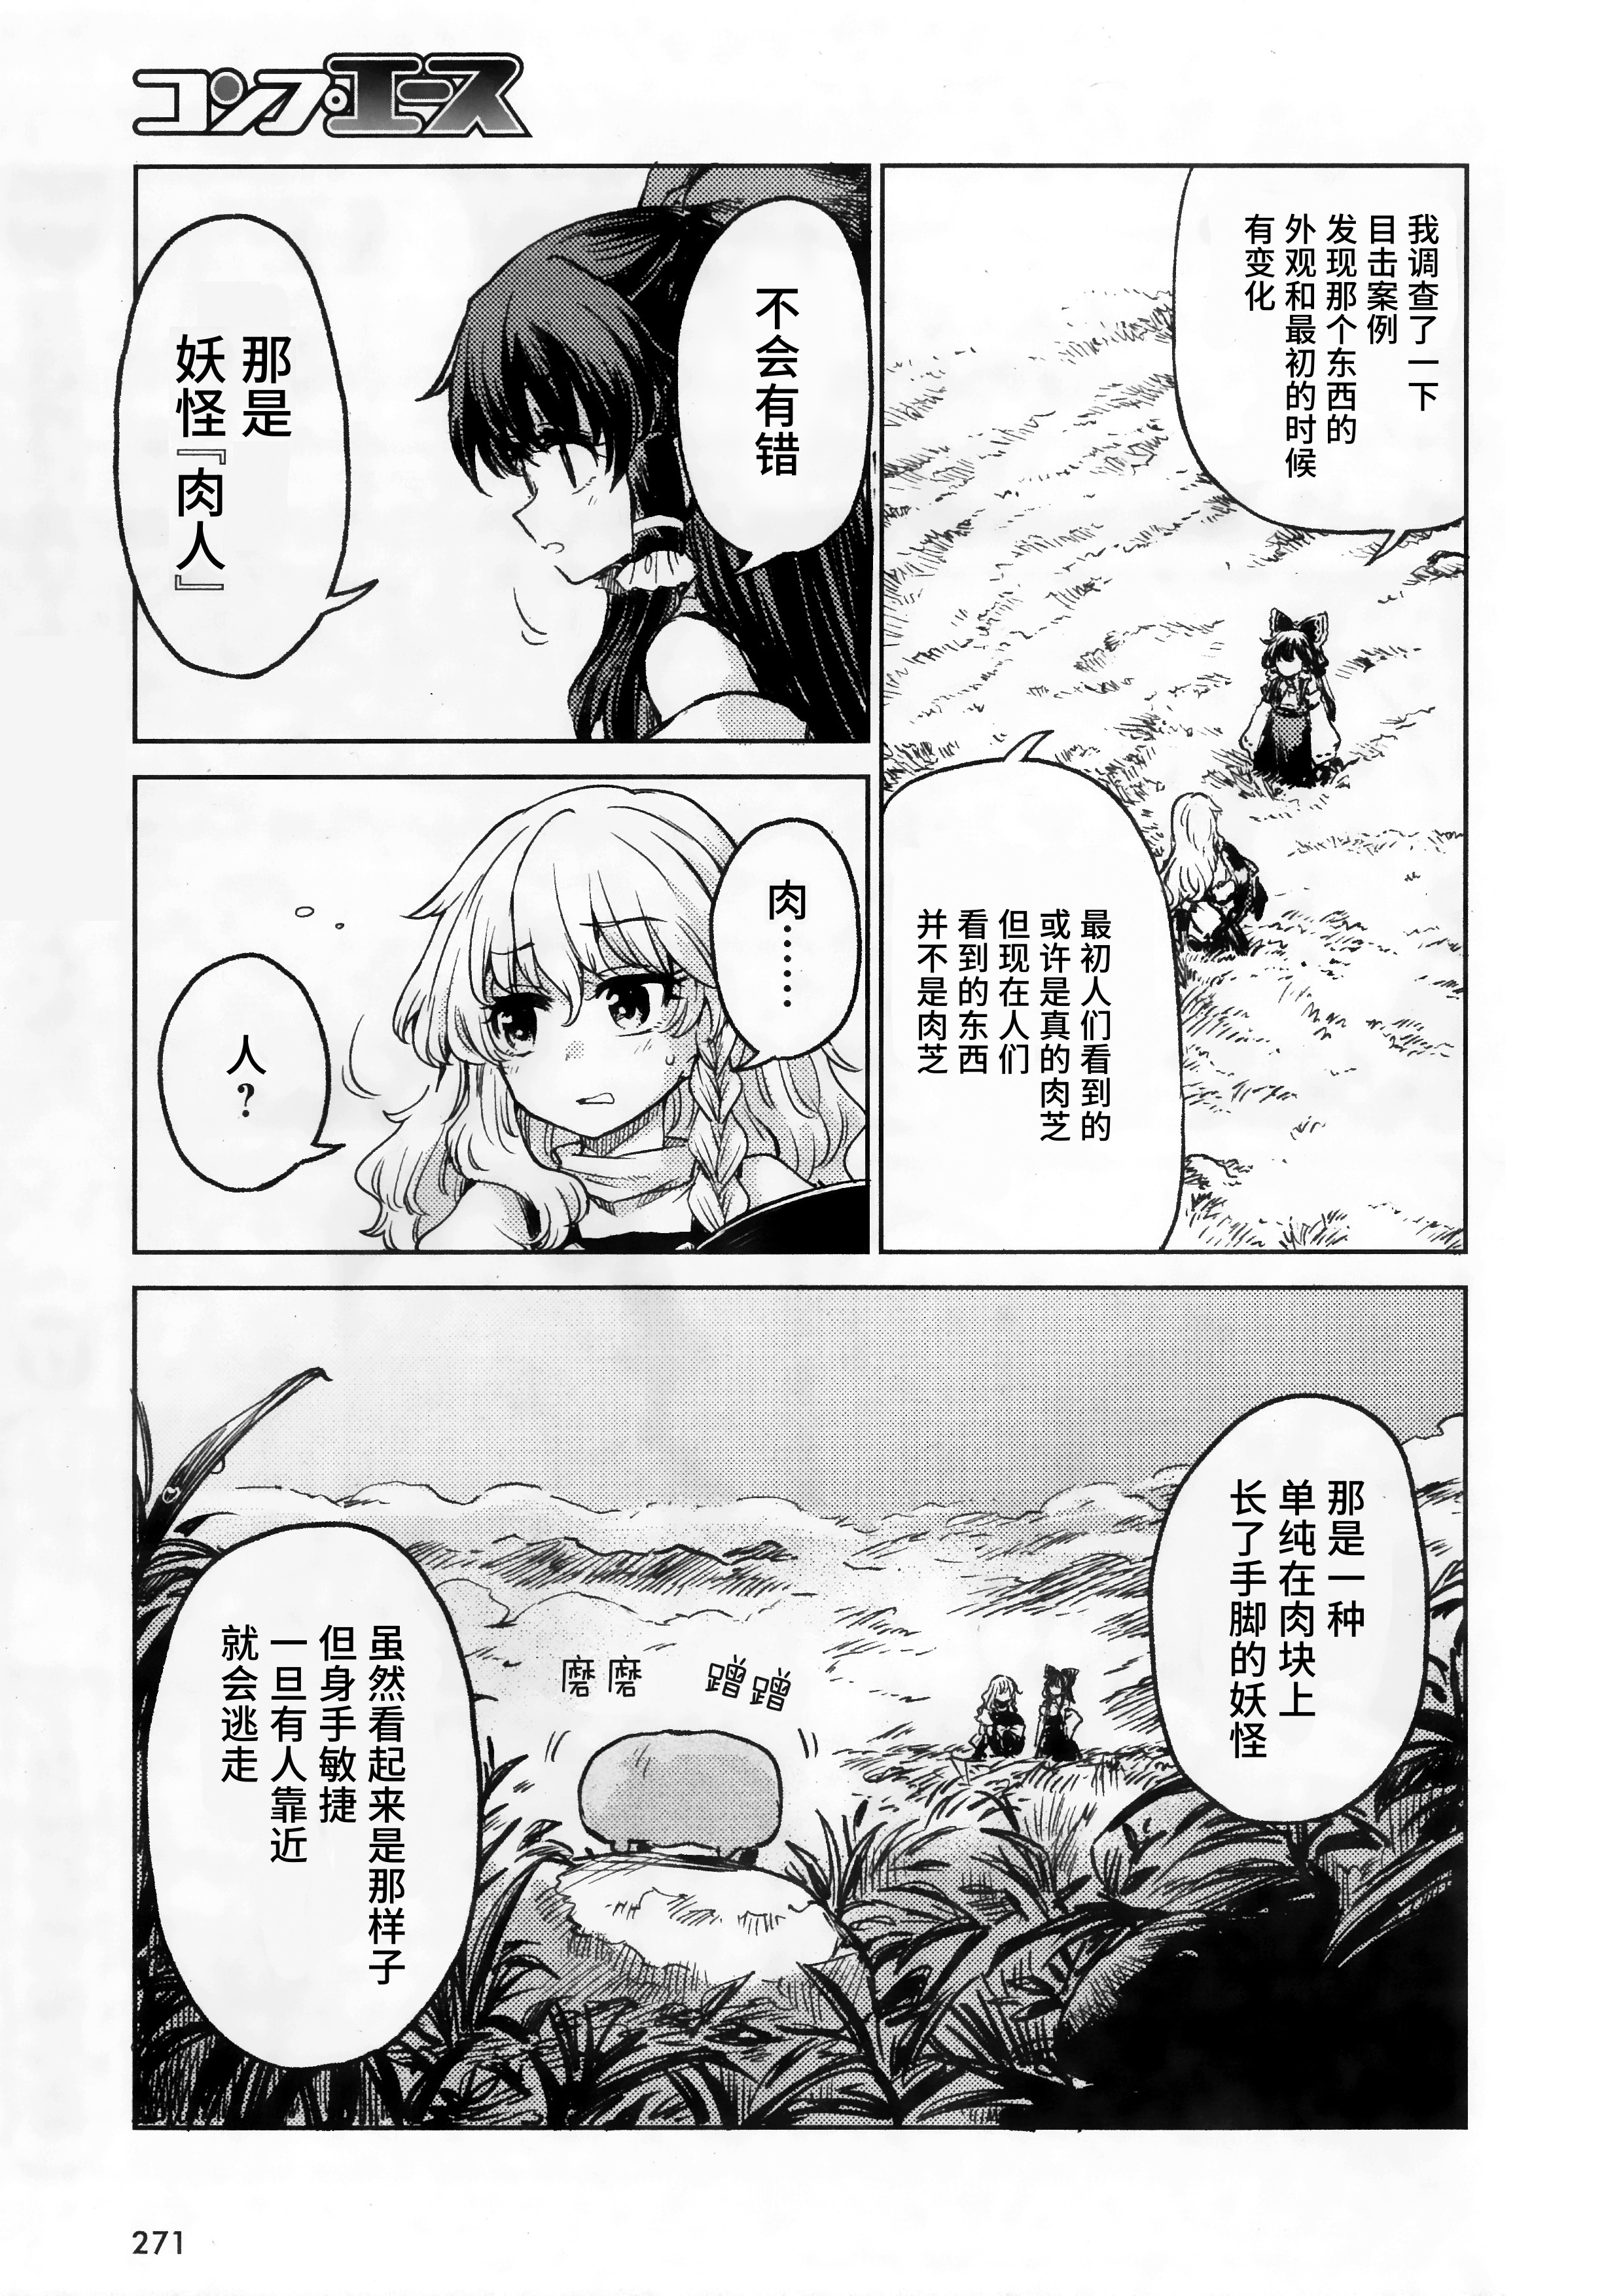 コンプ・エース
我调查了一下
目击案例
发现那个东西的
外观和最初的时候
有变化
最初人们看到的
或许是真的肉芝
但现在人们
看到的东西
并不是肉芝
不会有错
那是
妖怪『肉人』
肉……
人?
那是一种
单纯在肉块上
长了手脚的妖怪
蹭蹭
磨磨
虽然看起来是那样子
但身手敏捷
一旦有人靠近
就会逃走
271